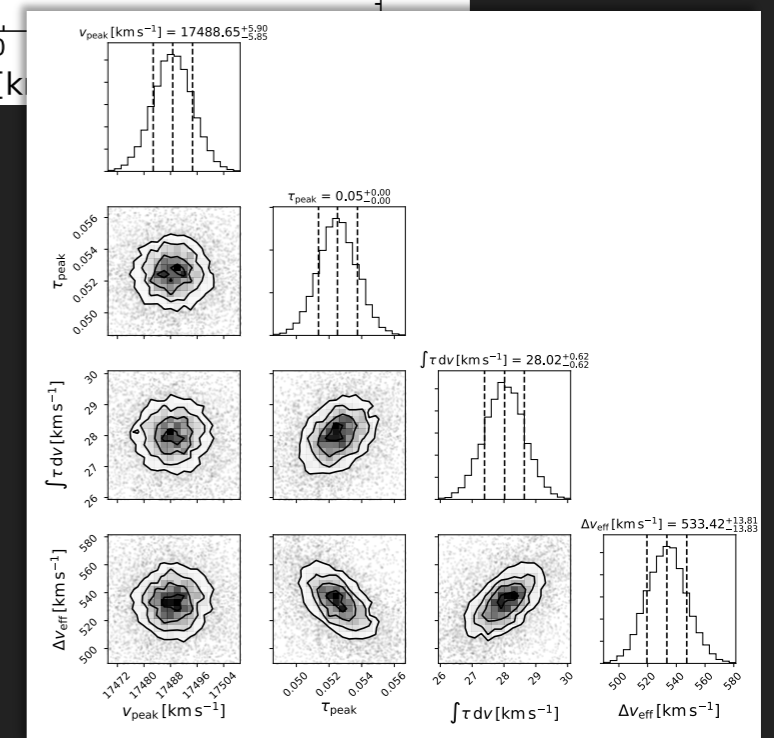 0
[k
v_peak [km s⁻¹] = 17488.65 +5.90 −5.85
τ_peak = 0.05 +0.00 −0.00
0.056
0.054
0.052
0.050
τ_peak
∫τ dv [km s⁻¹] = 28.02 +0.62 −0.62
30
29
28
27
26
∫τ dv [km s⁻¹]
Δv_eff [km s⁻¹] = 533.42 +13.81 −13.83
580
560
540
520
500
Δv_eff [km s⁻¹]
17472 17480 17488 17496 17504
0.050 0.052 0.054 0.056
26 27 28 29 30
500 520 540 560 580
v_peak [km s⁻¹] τ_peak ∫τ dv [km s⁻¹] Δv_eff [km s⁻¹]